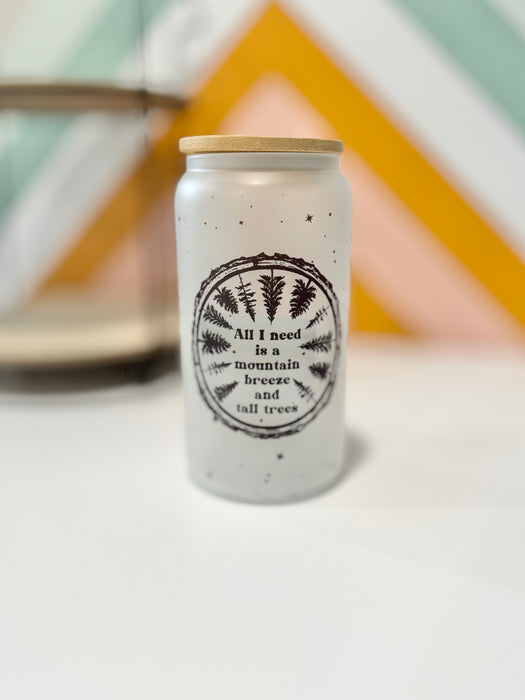 All I need
is a
mountain
breeze
and
tall trees